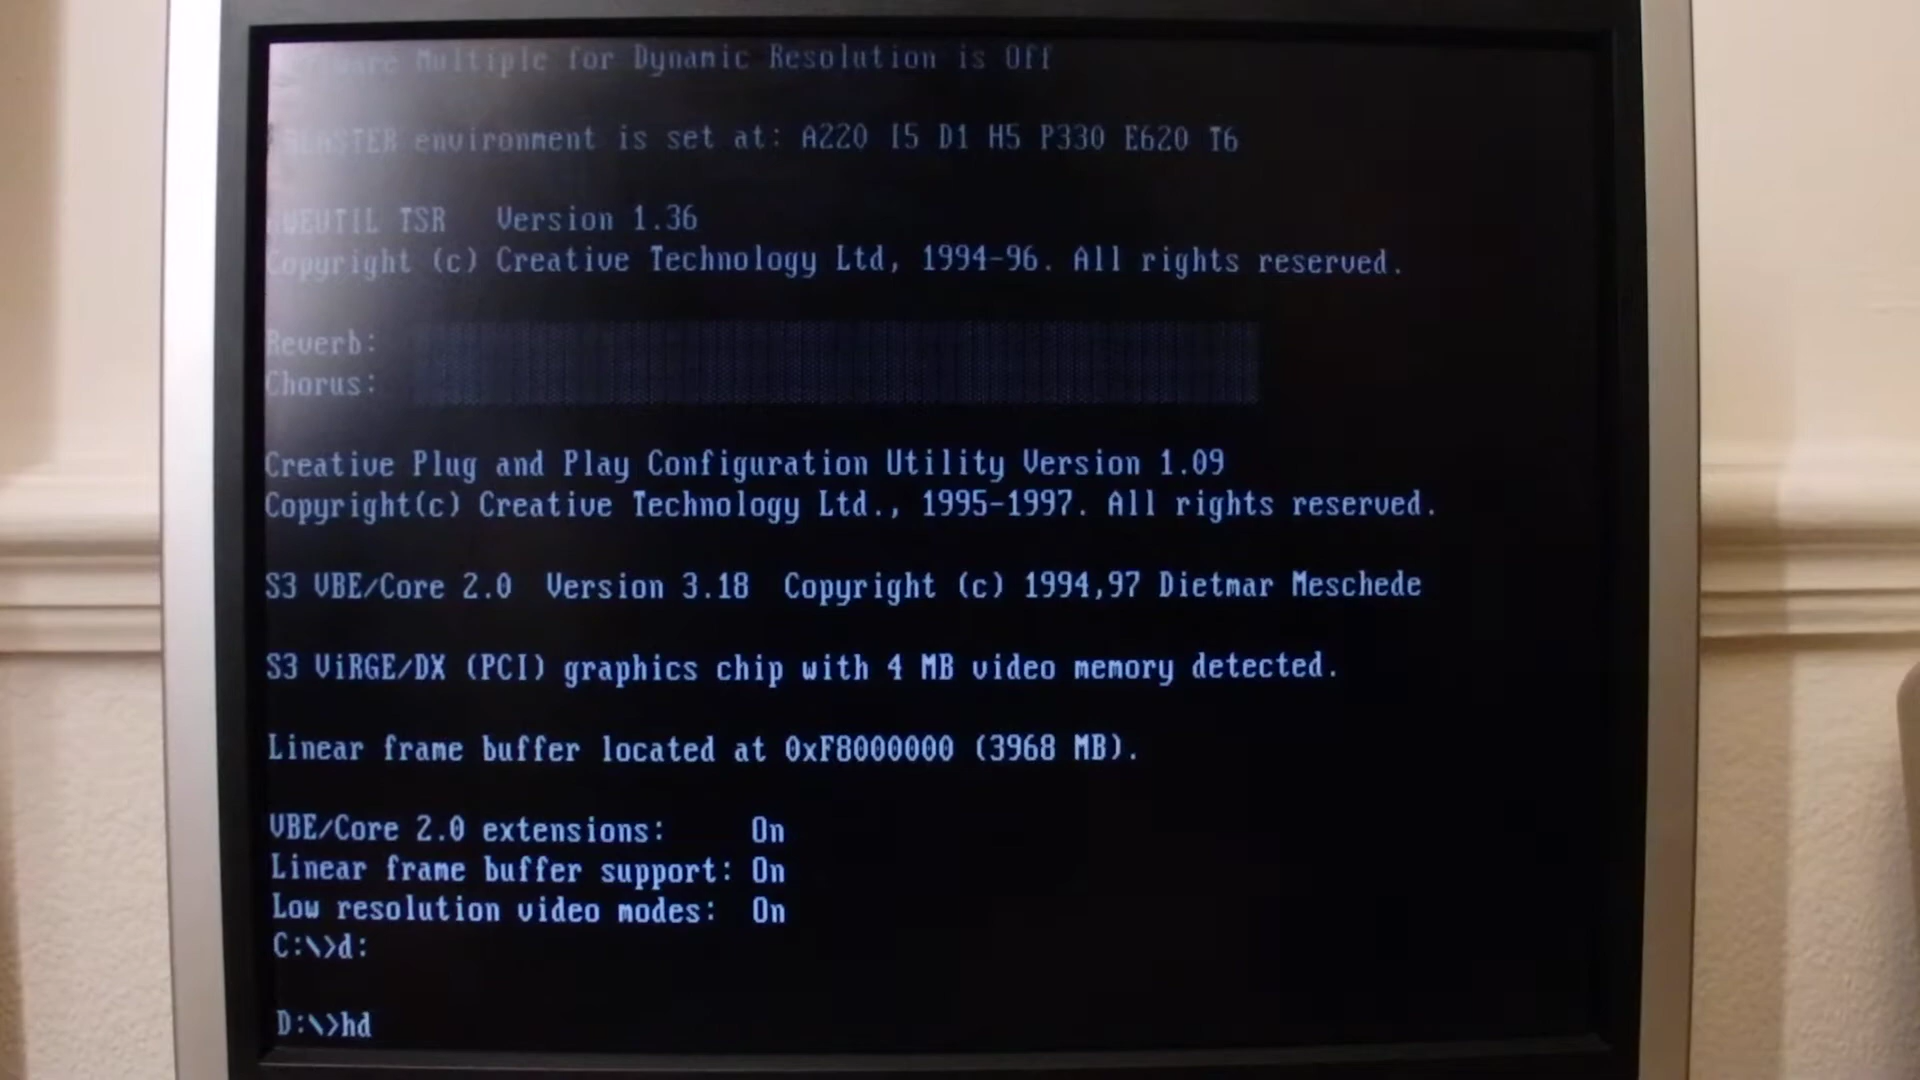 Multiple for Dynamic Resolution is Off
BLASTER environment is set at: A220 I5 D1 H5 P330 E620 T6
AWEUTIL TSR Version 1.36
Copyright (c) Creative Technology Ltd, 1994-96. All rights reserved.
Reverb:
Chorus:
Creative Plug and Play Configuration Utility Version 1.09
Copyright(c) Creative Technology Ltd., 1995-1997. All rights reserved.
S3 VBE/Core 2.0 Version 3.18 Copyright (c) 1994,97 Dietmar Meschede
S3 ViRGE/DX (PCI) graphics chip with 4 MB video memory detected.
Linear frame buffer located at 0xF8000000 (3968 MB).
VBE/Core 2.0 extensions: On
Linear frame buffer support: On
Low resolution video modes: On
C:\>d:
D:\>hd